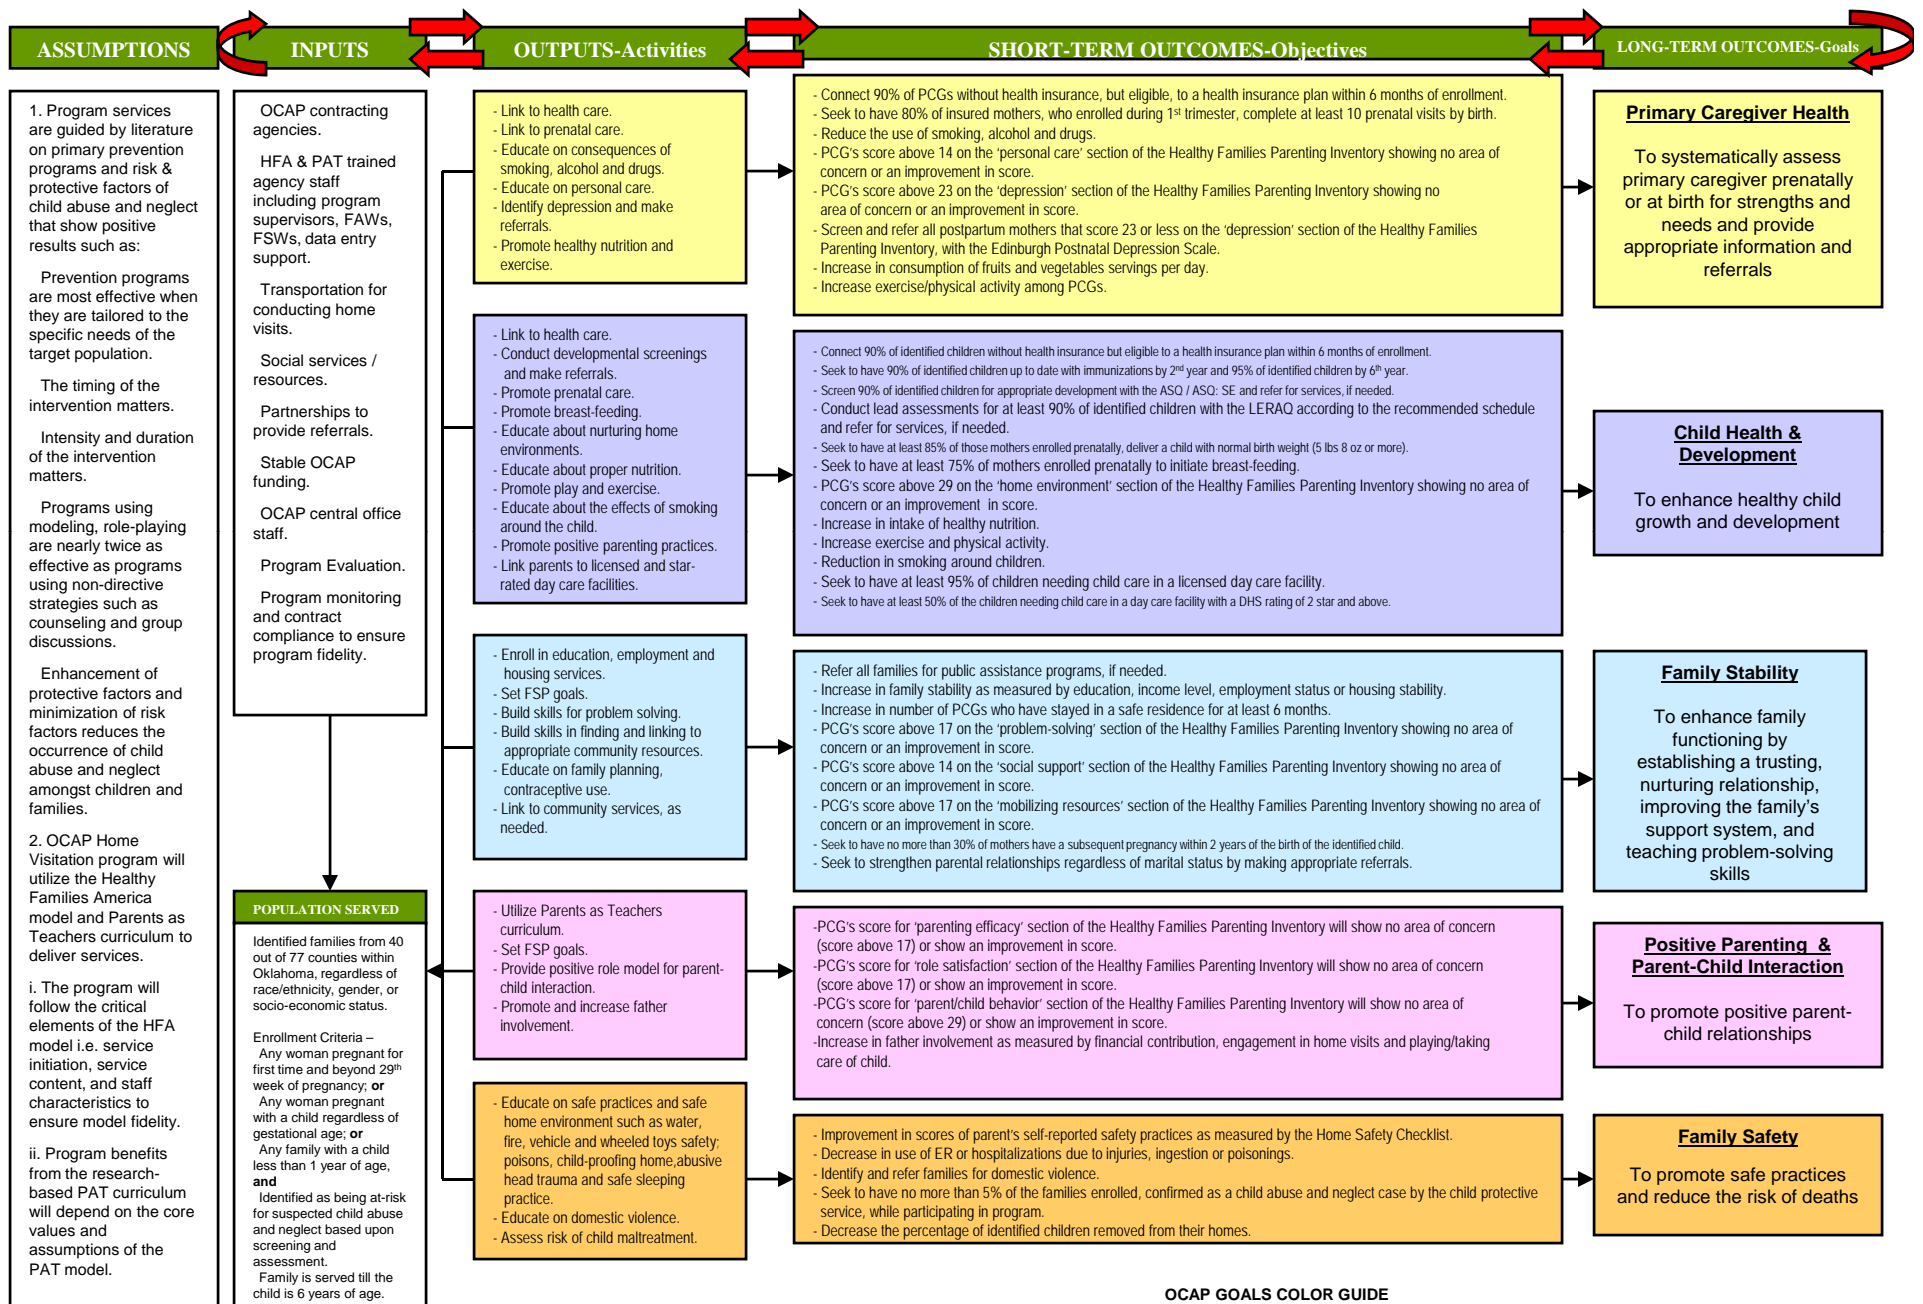 ASSUMPTIONS
1. Program services
are guided by literature
on primary prevention
programs and risk &
protective factors of
child abuse and neglect
that show positive
results such as:
Prevention programs
are most effective when
they are tailored to the
specific needs of the
target population.
The timing of the
intervention matters.
Intensity and duration
of the intervention
matters.
Programs using
modeling, role-playing
are nearly twice as
effective as programs
using non-directive
strategies such as
counseling and group
discussions.
Enhancement of
protective factors and
minimization of risk
factors reduces the
occurrence of child
abuse and neglect
amongst children and
families.
2. OCAP Home
Visitation program will
utilize the Healthy
Families America
model and Parents as
Teachers curriculum to
deliver services.
i. The program will
follow the critical
elements of the HFA
model i.e. service
initiation, service
content, and staff
characteristics to
ensure model fidelity.
ii. Program benefits
from the research-
based PAT curriculum
will depend on the core
values and
assumptions of the
PAT model.
INPUTS
OCAP contracting
agencies.
HFA & PAT trained
agency staff
including program
supervisors, FAWs,
FSWs, data entry
support.
Transportation for
conducting home
visits.
Social services /
resources.
Partnerships to
provide referrals.
Stable OCAP
funding.
OCAP central office
staff.
Program Evaluation.
Program monitoring
and contract
compliance to ensure
program fidelity.
POPULATION SERVED
Identified families from 40
out of 77 counties within
Oklahoma, regardless of
race/ethnicity, gender, or
socio-economic status.
Enrollment Criteria –
Any woman pregnant for
first time and beyond 29th
week of pregnancy; or
Any woman pregnant
with a child regardless of
gestational age; or
Any family with a child
less than 1 year of age,
and
Identified as being at-risk
for suspected child abuse
and neglect based upon
screening and
assessment.
Family is served till the
child is 6 years of age.
OUTPUTS-Activities
- Link to health care.
- Link to prenatal care.
- Educate on consequences of
smoking, alcohol and drugs.
- Educate on personal care.
- Identify depression and make
referrals.
- Promote healthy nutrition and
exercise.
- Link to health care.
- Conduct developmental screenings
and make referrals.
- Promote prenatal care.
- Promote breast-feeding.
- Educate about nurturing home
environments.
- Educate about proper nutrition.
- Promote play and exercise.
- Educate about the effects of smoking
around the child.
- Promote positive parenting practices.
- Link parents to licensed and star-
rated day care facilities.
- Enroll in education, employment and
housing services.
- Set FSP goals.
- Build skills for problem solving.
- Build skills in finding and linking to
appropriate community resources.
- Educate on family planning,
contraceptive use.
- Link to community services, as
needed.
- Utilize Parents as Teachers
curriculum.
- Set FSP goals.
- Provide positive role model for parent-
child interaction.
- Promote and increase father
involvement.
- Educate on safe practices and safe
home environment such as water,
fire, vehicle and wheeled toys safety;
poisons, child-proofing home,abusive
head trauma and safe sleeping
practice.
- Educate on domestic violence.
- Assess risk of child maltreatment.
SHORT-TERM OUTCOMES-Objectives
- Connect 90% of PCGs without health insurance, but eligible, to a health insurance plan within 6 months of enrollment.
- Seek to have 80% of insured mothers, who enrolled during 1st trimester, complete at least 10 prenatal visits by birth.
- Reduce the use of smoking, alcohol and drugs.
- PCG's score above 14 on the 'personal care' section of the Healthy Families Parenting Inventory showing no area of
concern or an improvement in score.
- PCG's score above 23 on the 'depression' section of the Healthy Families Parenting Inventory showing no
area of concern or an improvement in score.
- Screen and refer all postpartum mothers that score 23 or less on the 'depression' section of the Healthy Families
Parenting Inventory, with the Edinburgh Postnatal Depression Scale.
- Increase in consumption of fruits and vegetables servings per day.
- Increase exercise/physical activity among PCGs.
- Connect 90% of identified children without health insurance but eligible to a health insurance plan within 6 months of enrollment.
- Seek to have 90% of identified children up to date with immunizations by 2nd year and 95% of identified children by 6th year.
- Screen 90% of identified children for appropriate development with the ASQ / ASQ: SE and refer for services, if needed.
- Conduct lead assessments for at least 90% of identified children with the LERAQ according to the recommended schedule
and refer for services, if needed.
- Seek to have at least 85% of those mothers enrolled prenatally, deliver a child with normal birth weight (5 lbs 8 oz or more).
- Seek to have at least 75% of mothers enrolled prenatally to initiate breast-feeding.
- PCG's score above 29 on the 'home environment' section of the Healthy Families Parenting Inventory showing no area of
concern or an improvement in score.
- Increase in intake of healthy nutrition.
- Increase exercise and physical activity.
- Reduction in smoking around children.
- Seek to have at least 95% of children needing child care in a licensed day care facility.
- Seek to have at least 50% of the children needing child care in a day care facility with a DHS rating of 2 star and above.
- Refer all families for public assistance programs, if needed.
- Increase in family stability as measured by education, income level, employment status or housing stability.
- Increase in number of PCGs who have stayed in a safe residence for at least 6 months.
- PCG's score above 17 on the 'problem-solving' section of the Healthy Families Parenting Inventory showing no area of
concern or an improvement in score.
- PCG's score above 14 on the 'social support' section of the Healthy Families Parenting Inventory showing no area of
concern or an improvement in score.
- PCG's score above 17 on the 'mobilizing resources' section of the Healthy Families Parenting Inventory showing no area of
concern or an improvement in score.
- Seek to have no more than 30% of mothers have a subsequent pregnancy within 2 years of the birth of the identified child.
- Seek to strengthen parental relationships regardless of marital status by making appropriate referrals.
-PCG's score for 'parenting efficacy' section of the Healthy Families Parenting Inventory will show no area of concern
(score above 17) or show an improvement in score.
-PCG's score for 'role satisfaction' section of the Healthy Families Parenting Inventory will show no area of concern
(score above 17) or show an improvement in score.
-PCG's score for 'parent/child behavior' section of the Healthy Families Parenting Inventory will show no area of
concern (score above 29) or show an improvement in score.
-Increase in father involvement as measured by financial contribution, engagement in home visits and playing/taking
care of child.
- Improvement in scores of parent's self-reported safety practices as measured by the Home Safety Checklist.
- Decrease in use of ER or hospitalizations due to injuries, ingestion or poisonings.
- Identify and refer families for domestic violence.
- Seek to have no more than 5% of the families enrolled, confirmed as a child abuse and neglect case by the child protective
service, while participating in program.
- Decrease the percentage of identified children removed from their homes.
LONG-TERM OUTCOMES-Goals
Primary Caregiver Health
To systematically assess
primary caregiver prenatally
or at birth for strengths and
needs and provide
appropriate information and
referrals
Child Health &
Development
To enhance healthy child
growth and development
Family Stability
To enhance family
functioning by
establishing a trusting,
nurturing relationship,
improving the family's
support system, and
teaching problem-solving
skills
Positive Parenting &
Parent-Child Interaction
To promote positive parent-
child relationships
Family Safety
To promote safe practices
and reduce the risk of deaths
OCAP GOALS COLOR GUIDE